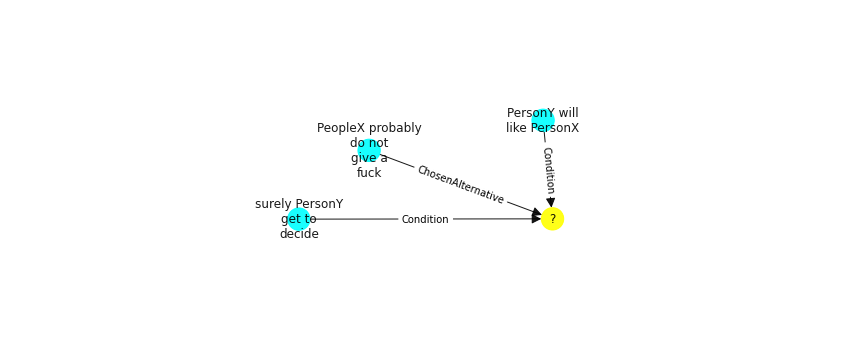 PersonY will
like PersonX
PeopleX probably
do not
give a
fuck
ChosenAlternative
Condition
surely PersonY
get to
decide
Condition
?